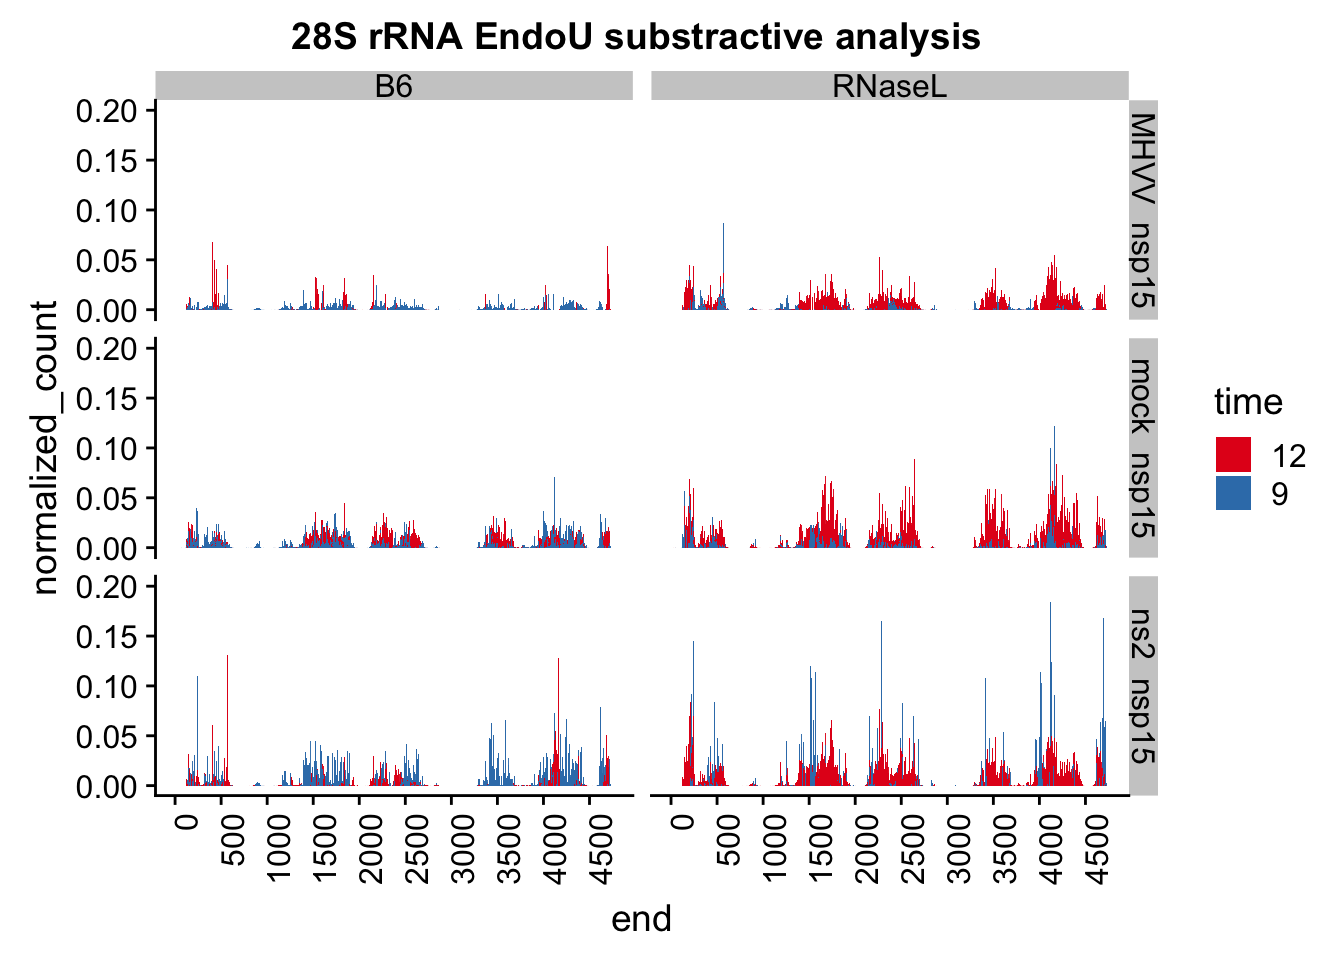 28S rRNA EndoU substractive analysis
B6
RNaseL
0.20
0.15
0.10
0.05
0.00
MHVV nsp15
0.20
0.15
0.10
0.05
0.00
mock nsp15
0.20
0.15
0.10
0.05
0.00
ns2 nsp15
normalized_count
0 500 1000 1500 2000 2500 3000 3500 4000 4500
0 500 1000 1500 2000 2500 3000 3500 4000 4500
end
time
12
9